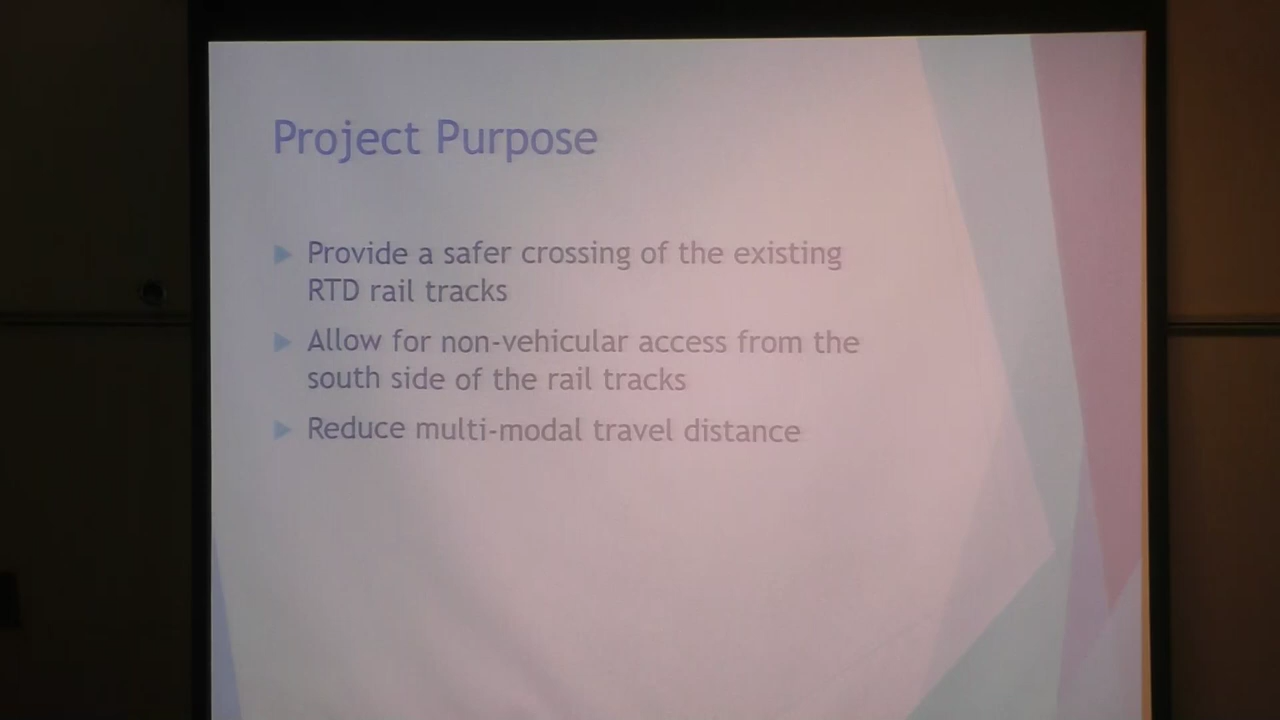 Project Purpose
Provide a safer crossing of the existing
RTD rail tracks
Allow for non-vehicular access from the
south side of the rail tracks
Reduce multi-modal travel distance